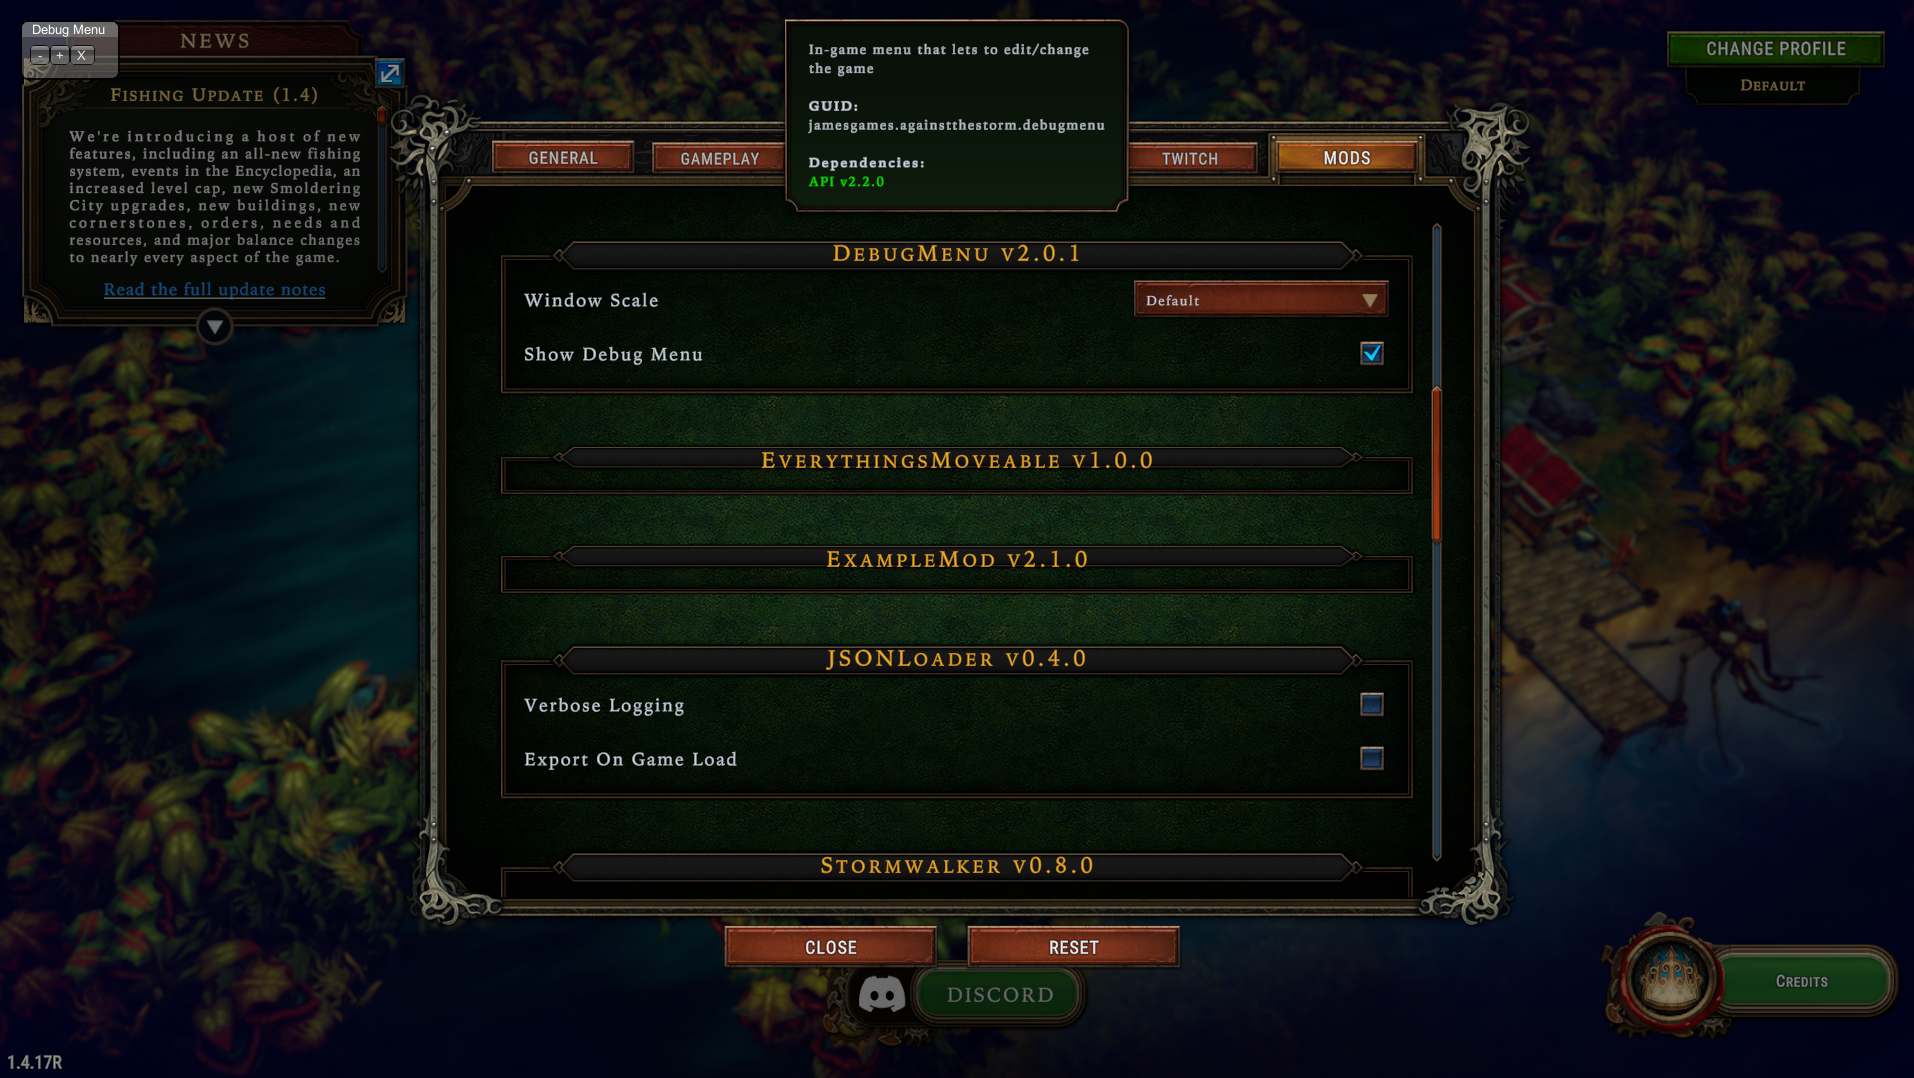 Debug Menu
- + X
NEWS
Fishing Update (1.4)
We're introducing a host of new
features, including an all-new fishing
system, events in the Encyclopedia, an
increased level cap, new Smoldering
City upgrades, new buildings, new
cornerstones, orders, needs and
resources, and major balance changes
to nearly every aspect of the game.
Read the full update notes
In-game menu that lets to edit/change
the game
GUID:
jamesgames.againstthestorm.debugmenu
Dependencies:
API v2.2.0
CHANGE PROFILE
Default
GENERAL
GAMEPLAY
TWITCH
MODS
DebugMenu v2.0.1
Window Scale
Default
Show Debug Menu
EverythingsMoveable v1.0.0
ExampleMod v2.1.0
JSONLoader v0.4.0
Verbose Logging
Export On Game Load
Stormwalker v0.8.0
CLOSE
RESET
DISCORD
Credits
1.4.17R